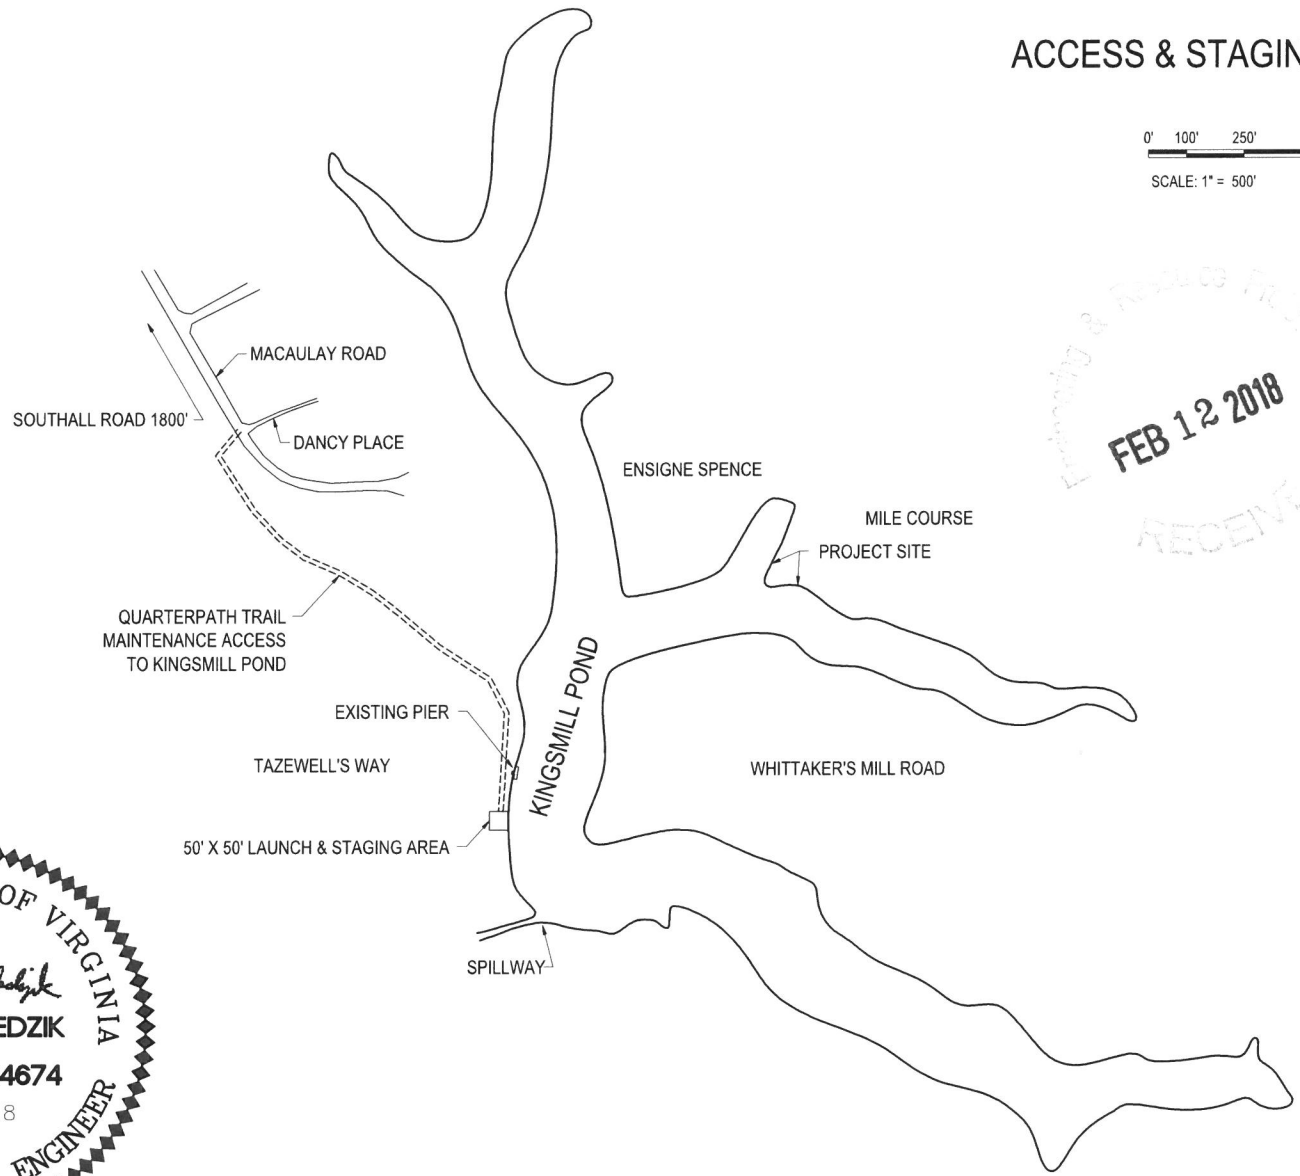 ACCESS & STAGIN
0' 100' 250'
SCALE: 1" = 500'
FEB 12 2018
RECEIV
MACAULAY ROAD
SOUTHALL ROAD 1800'
DANCY PLACE
ENSIGNE SPENCE
MILE COURSE
PROJECT SITE
QUARTERPATH TRAIL
MAINTENANCE ACCESS
TO KINGSMILL POND
KINGSMILL POND
EXISTING PIER
TAZEWELL'S WAY
WHITTAKER'S MILL ROAD
50' X 50' LAUNCH & STAGING AREA
SPILLWAY
OF VIRGINIA
EDZIK
4674
8
ENGINEER